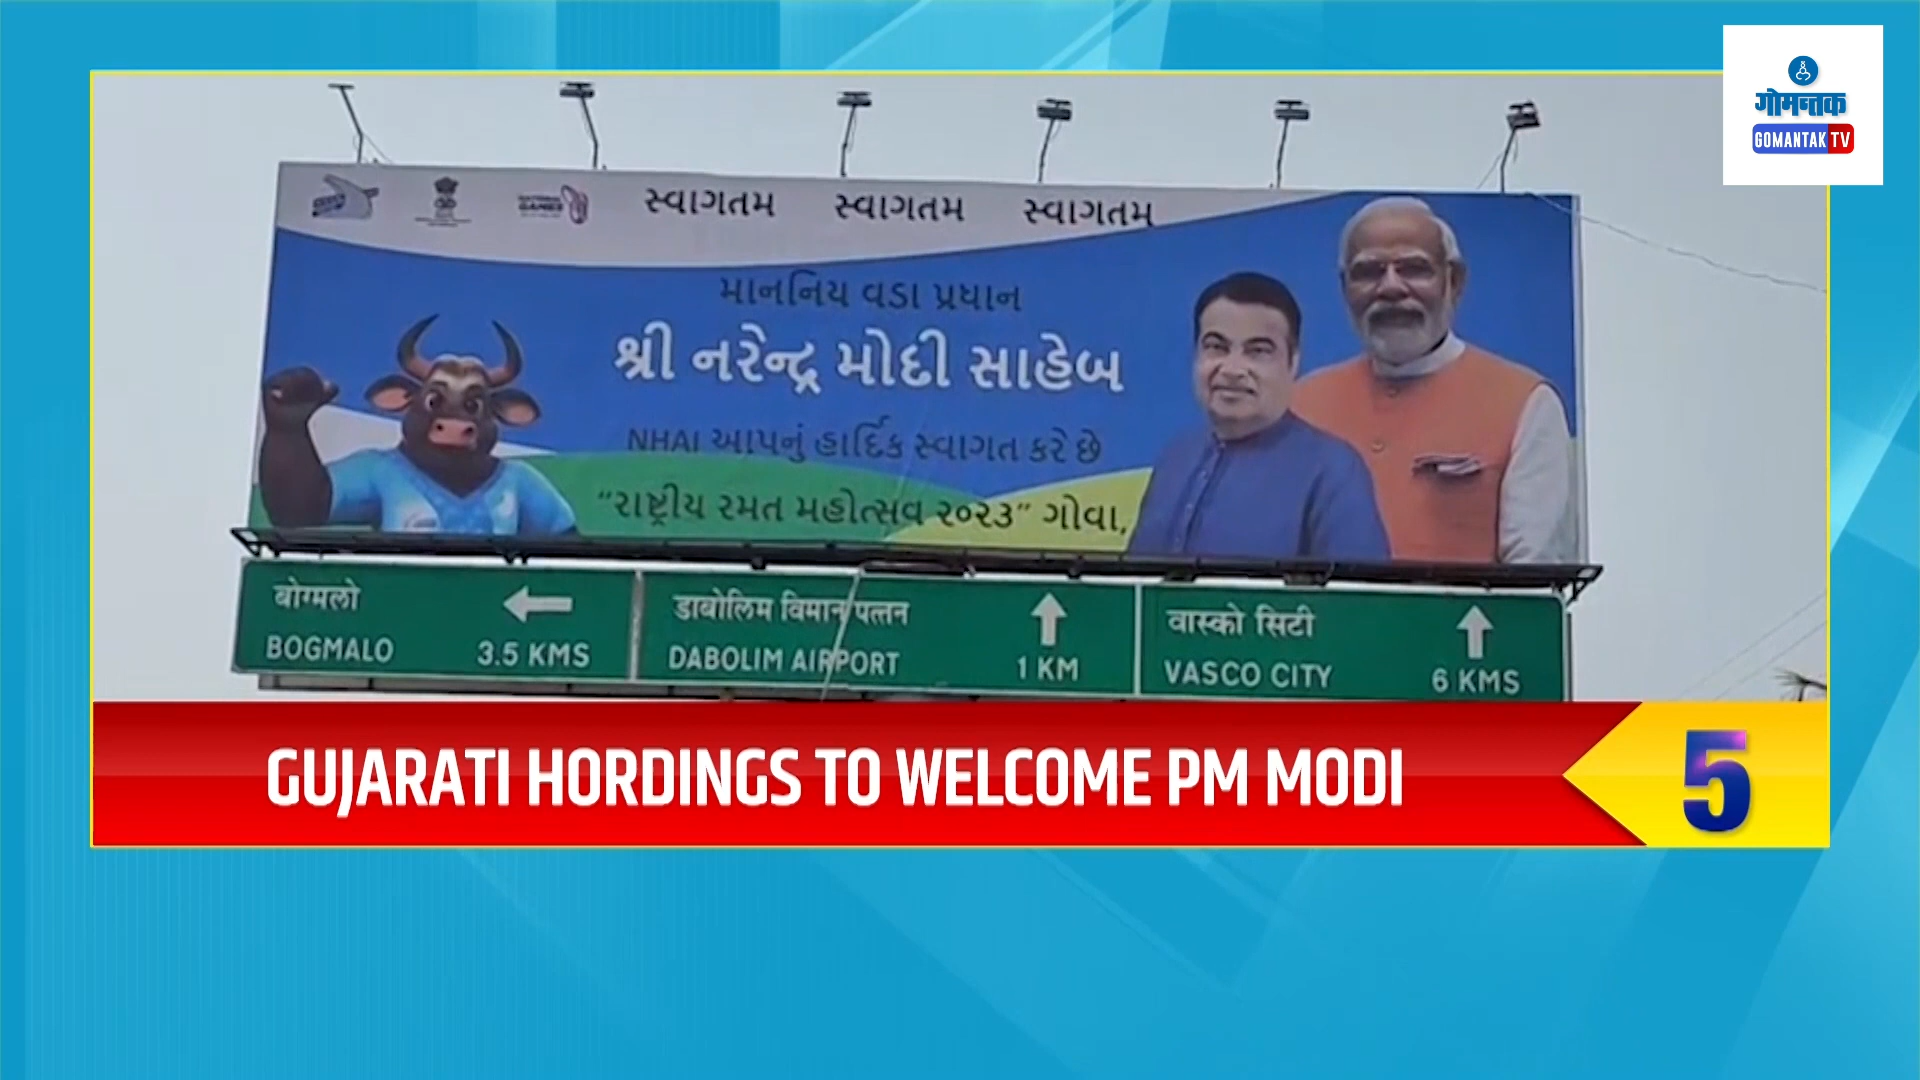 गोमन्तक
GOMANTAK TV
સ્વાગતમ સ્વાગતમ સ્વાગતમ
GAMES
માનનિય વડા પ્રધાન
શ્રી નરેન્દ્ર મોદી સાહેબ
NHAI આપનું હાર્દિક સ્વાગત કરે છે
“રાષ્ટ્રીય રમત મહોત્સવ ૨૦૨૩” ગોવા.
बोगमलो
BOGMALO 3.5 KMS
डाबोलिम विमान पत्तन
DABOLIM AIRPORT 1 KM
वास्को सिटी
VASCO CITY 6 KMS
GUJARATI HORDINGS TO WELCOME PM MODI
5